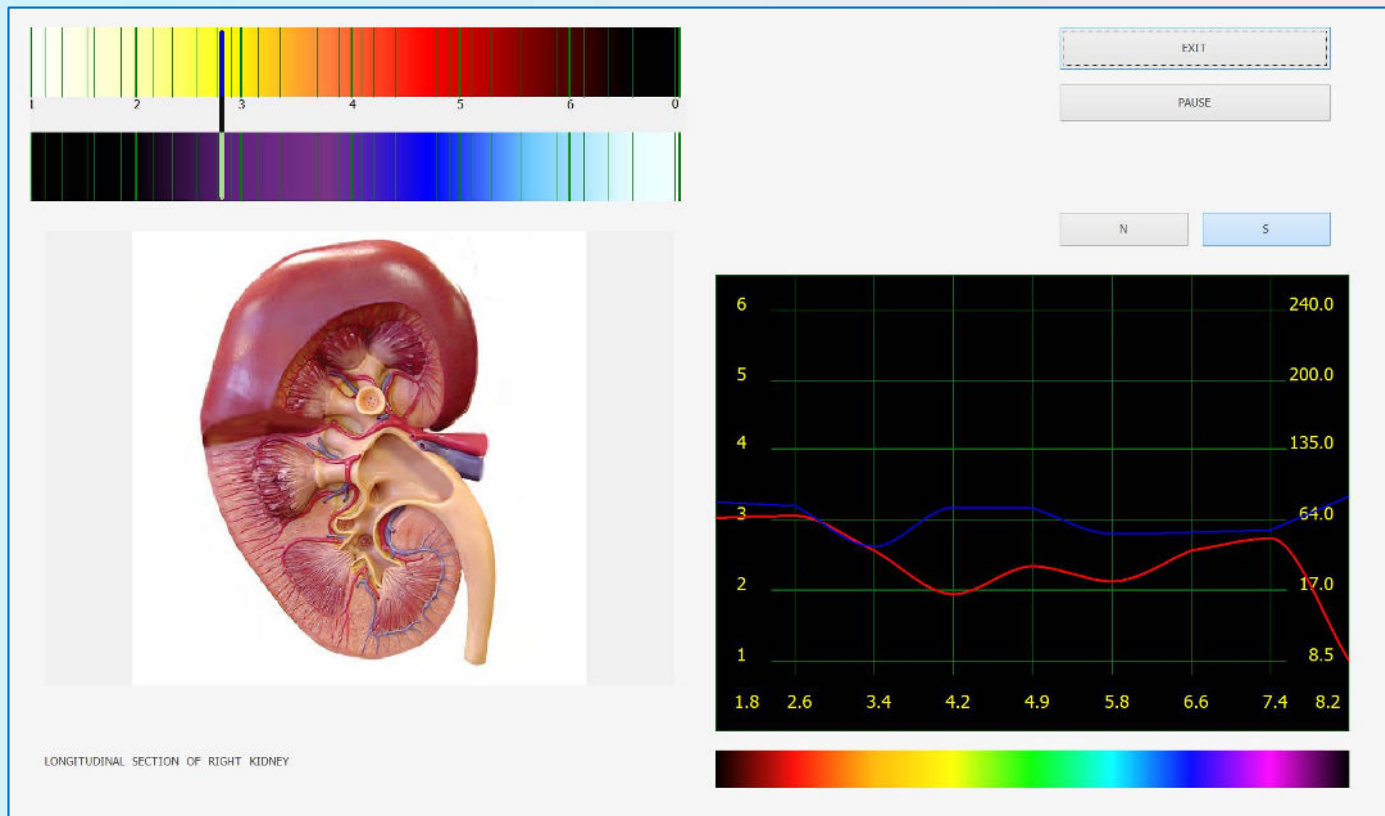 EXIT
1 2 3 4 5 6 0
PAUSE
N S
6 240.0
5 200.0
4 135.0
3 64.0
2 17.0
1 8.5
1.8 2.6 3.4 4.2 4.9 5.8 6.6 7.4 8.2
LONGITUDINAL SECTION OF RIGHT KIDNEY